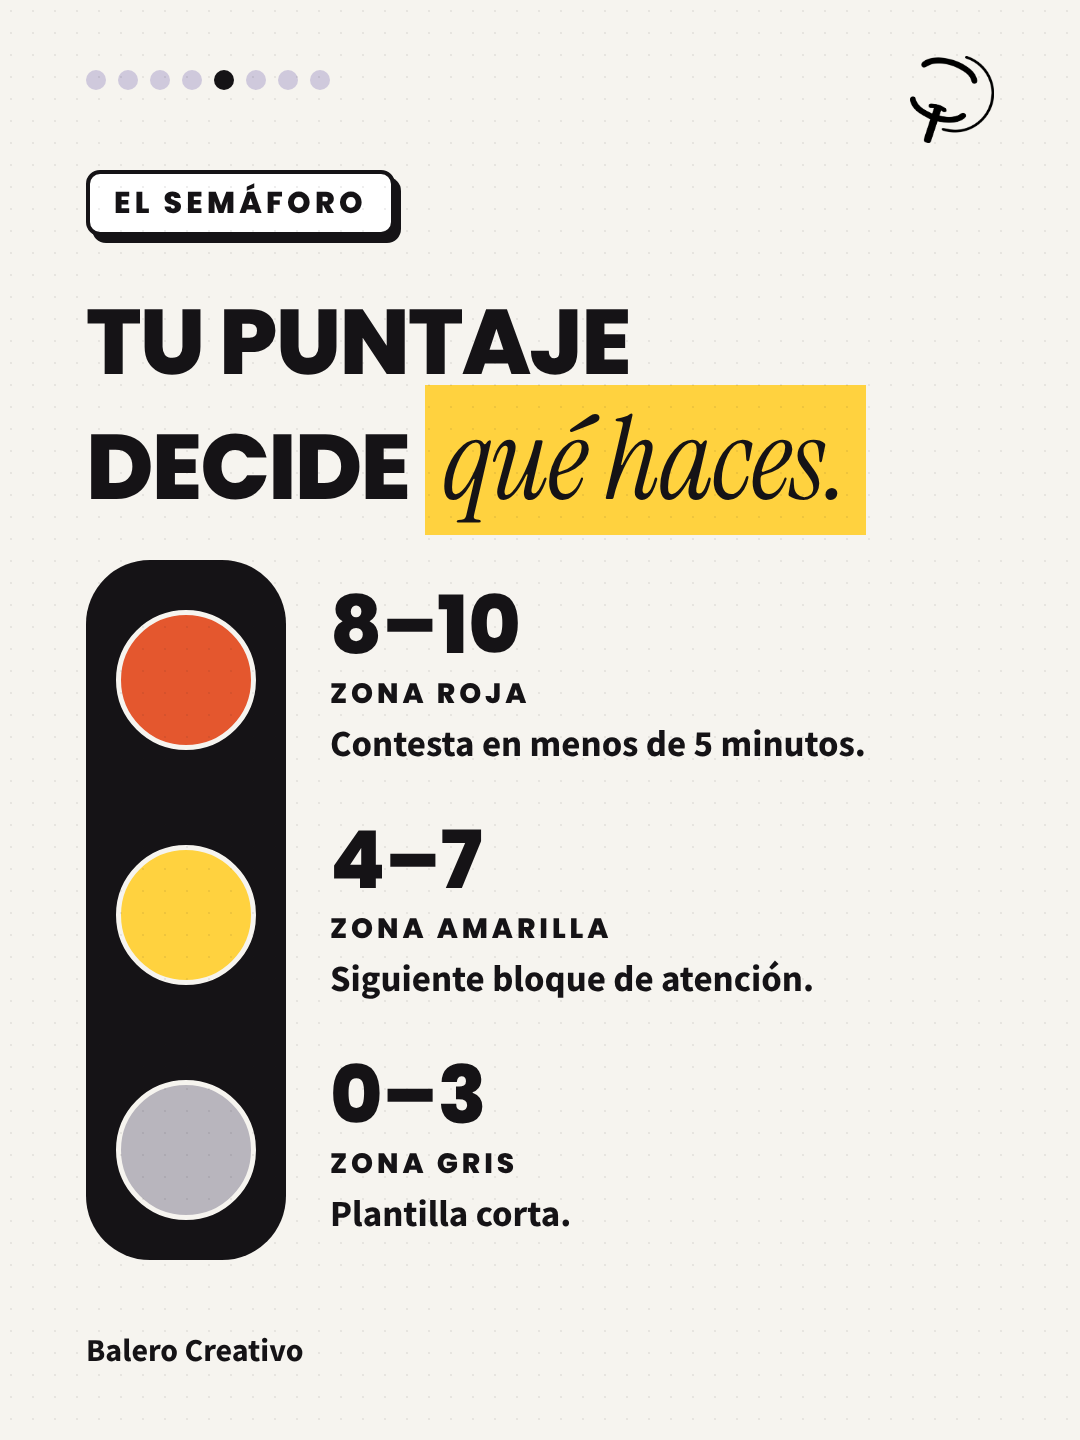 EL SEMÁFORO
TU PUNTAJE
DECIDE qué haces.
8–10
ZONA ROJA
Contesta en menos de 5 minutos.
4–7
ZONA AMARILLA
Siguiente bloque de atención.
0–3
ZONA GRIS
Plantilla corta.
Balero Creativo